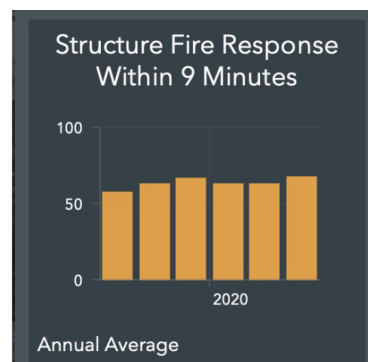 Structure Fire Response
Within 9 Minutes
100
50
0
2020
Annual Average